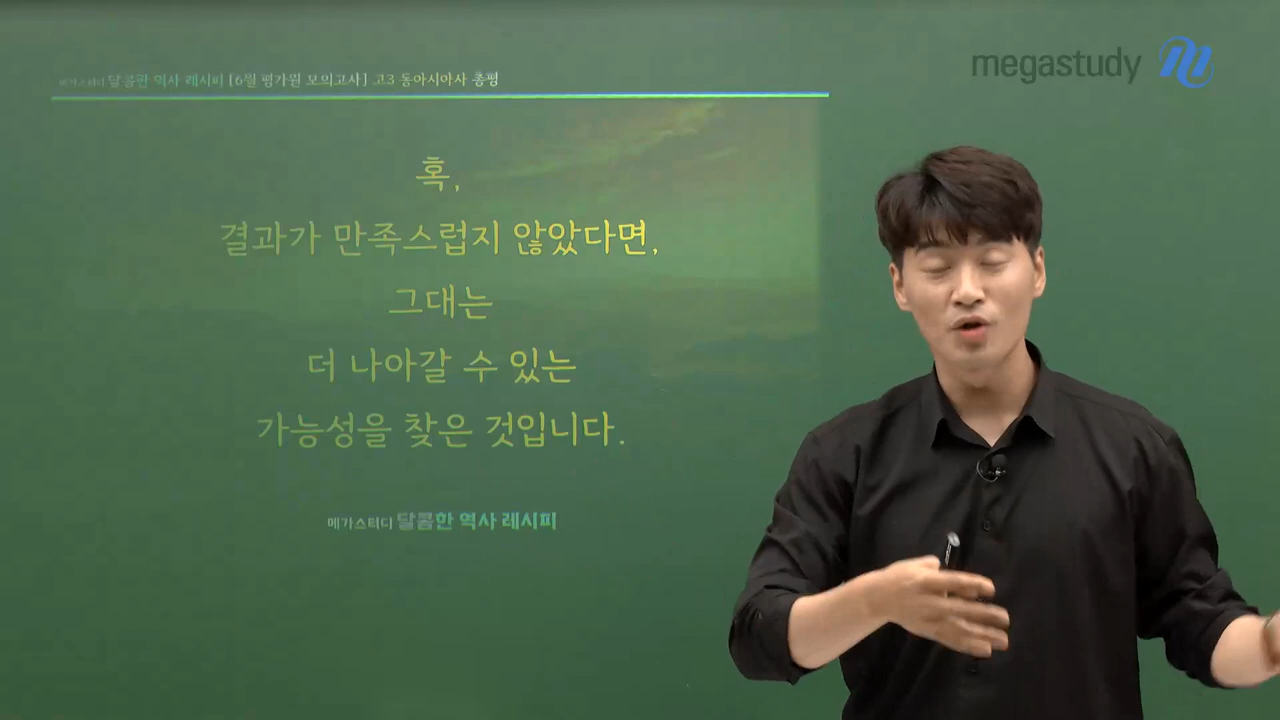 메가스터디 달콤한 역사 레시피 [6월 평가원 모의고사] 고3 동아시아사 총평
megastudy
혹,
결과가 만족스럽지 않았다면,
그대는
더 나아갈 수 있는
가능성을 찾은 것입니다.
메가스터디 달콤한 역사 레시피